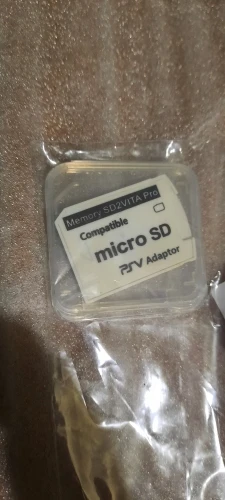 Memory SD2VITA Pro
Compatible
micro SD
PSV Adaptor